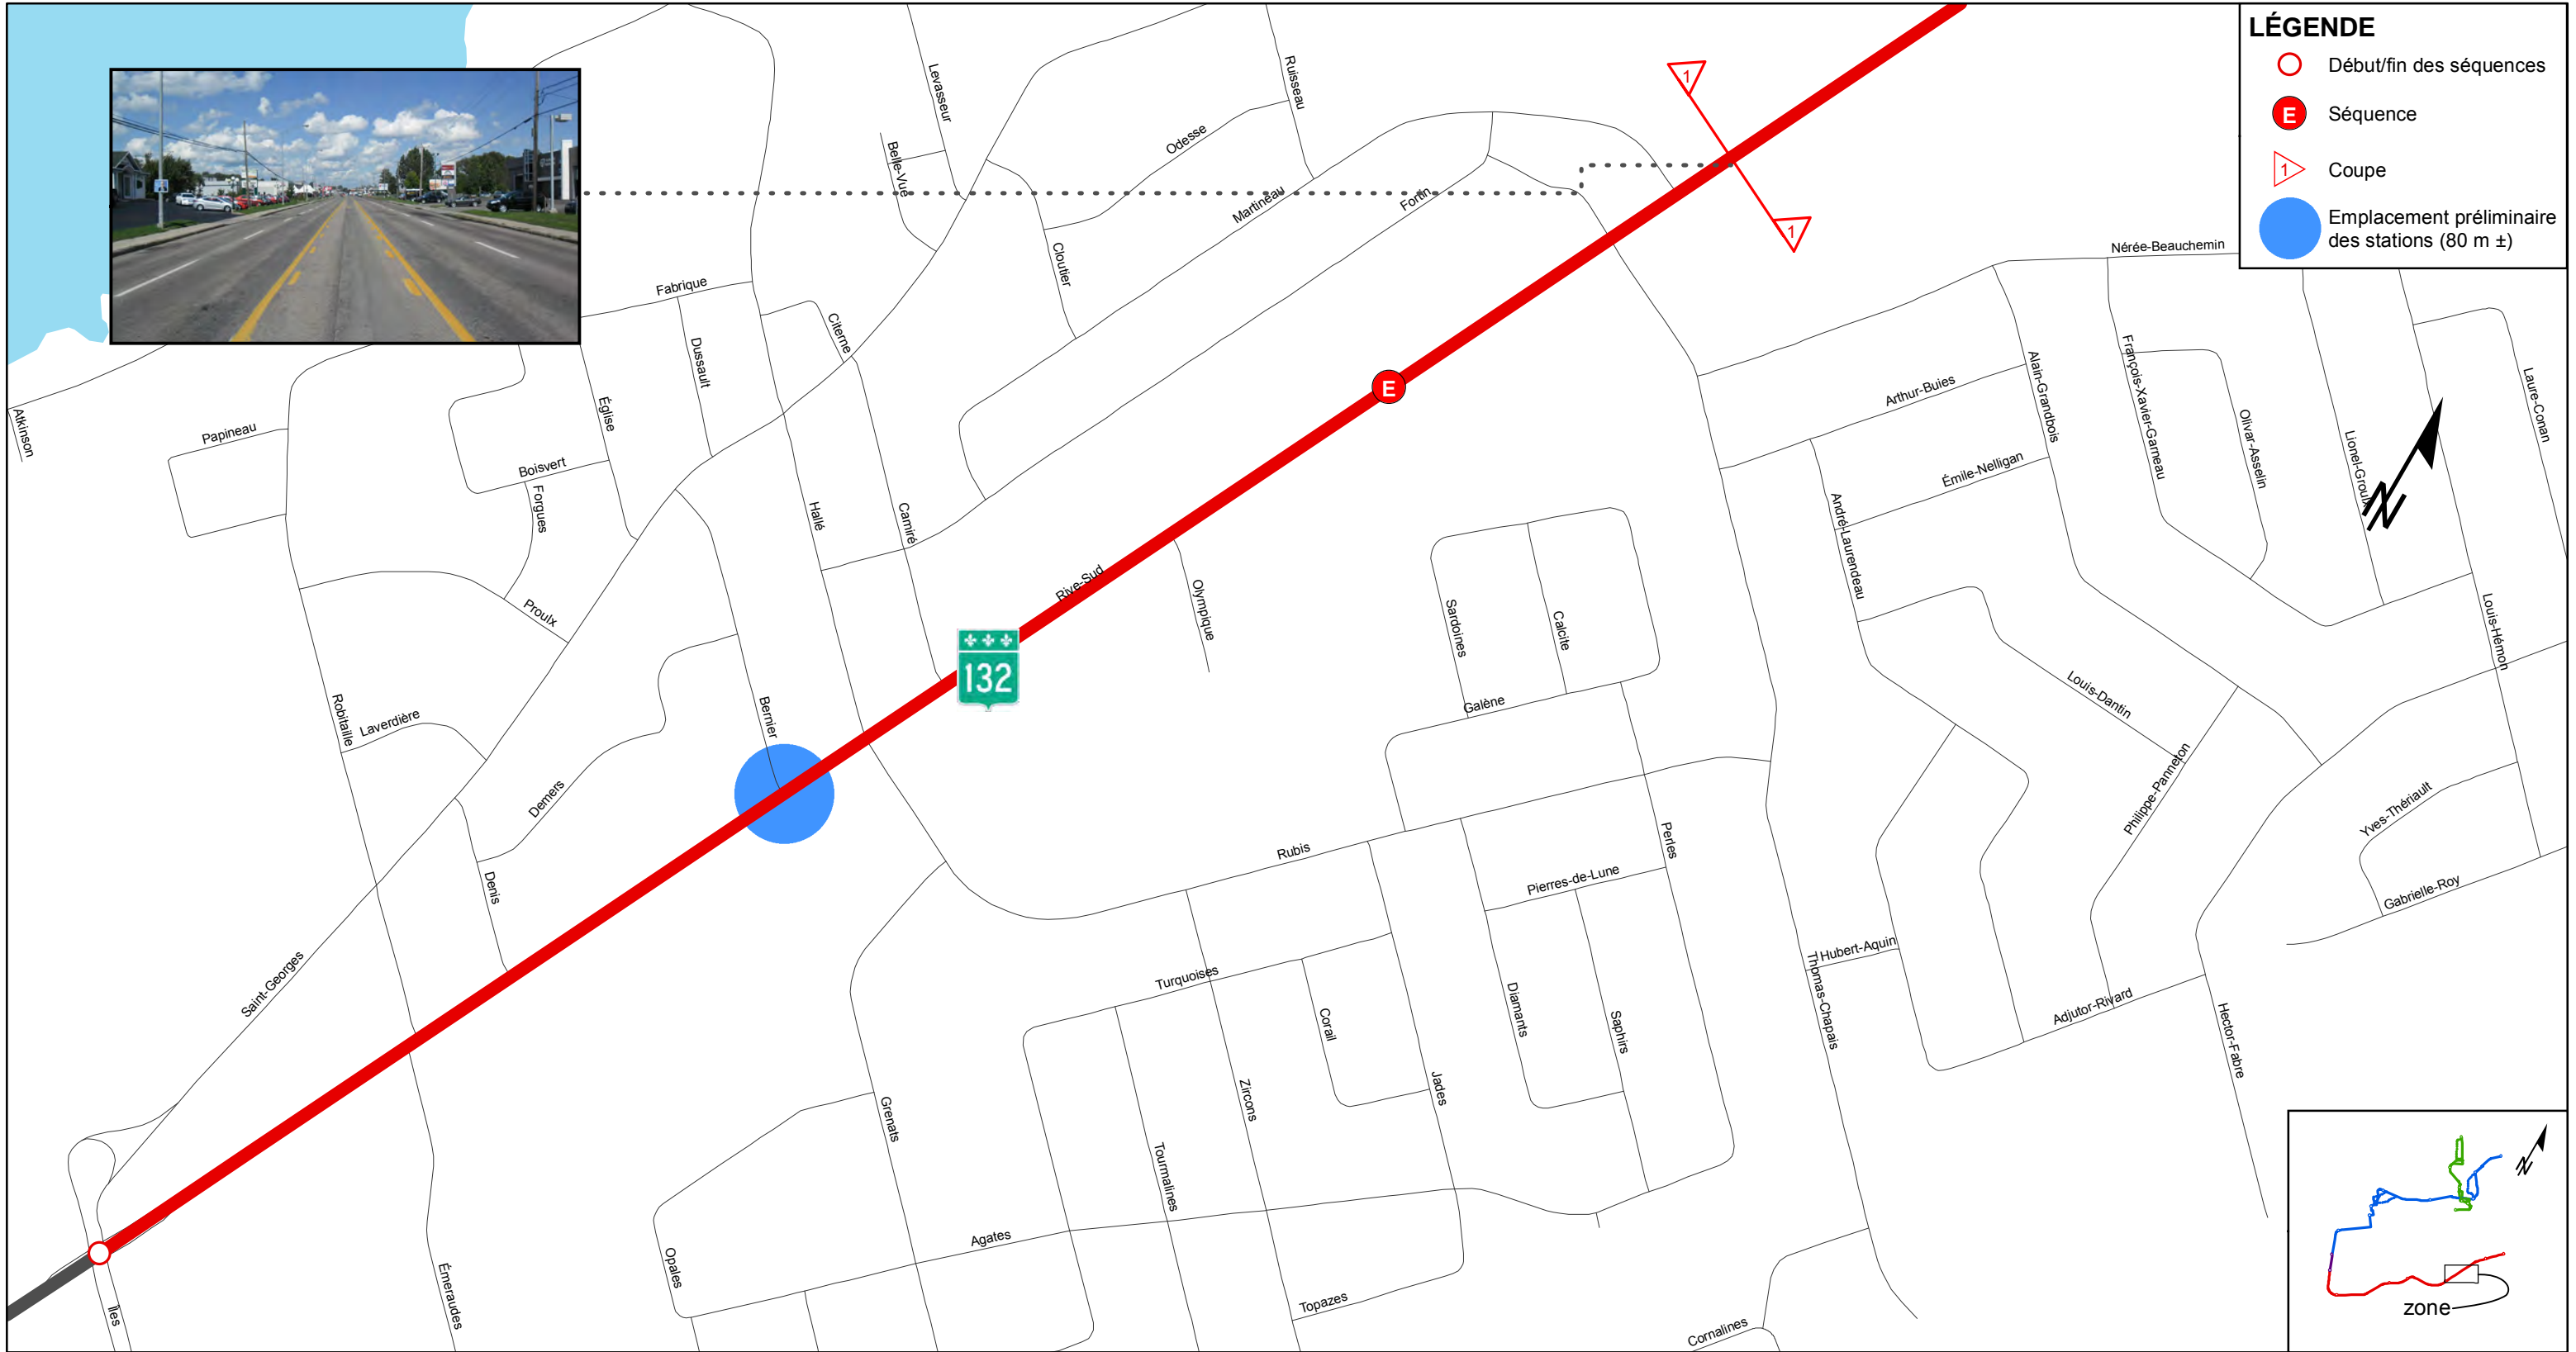 LÉGENDE
Début/fin des séquences
E
Séquence
1
Coupe
Emplacement préliminaire
des stations (80 m ±)
Levasseur
Ruisseau
Belle-Vue
Odesse
1
Martineau
Fortin
Cloutier
1
Nérée-Beauchemin
Fabrique
Citerne
Dussault
Atkinson
Papineau
Église
Boisvert
Forgues
Hallé
Camiré
E
Arthur-Buies
Alain-Grandbois
François-Xavier-Garneau
Olivar-Asselin
Lionel-Groulx
Laure-Conan
N
Émile-Nelligan
André-Laurendeau
Proulx
Rive-Sud
Olympique
Sardoines
Calcite
Louis-Hémon
132
Robitaille
Laverdière
Bernier
Galène
Louis-Dantin
Philippe-Panneton
Demers
Denis
Rubis
Perles
Pierres-de-Lune
Yves-Thériault
Gabrielle-Roy
Saint-Georges
Turquoises
Corail
Diamants
Saphirs
Hubert-Aquin
Thomas-Chapais
Adjutor-Rivard
Hector-Fabre
Grenats
Zircons
Jades
Tourmalines
Agates
Opales
Émeraudes
Îles
Topazes
Cornalines
N
zone